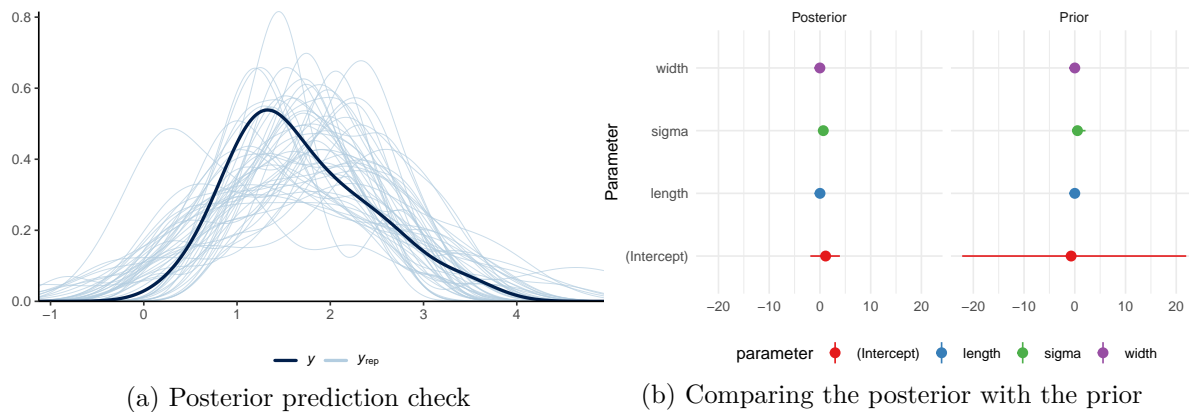 0.8
0.6
0.4
0.2
0.0
−1 0 1 2 3 4
y yrep
(a) Posterior prediction check
Posterior Prior
Parameter
width
sigma
length
(Intercept)
−20 −10 0 10 20 −20 −10 0 10 20
parameter (Intercept) length sigma width
(b) Comparing the posterior with the prior